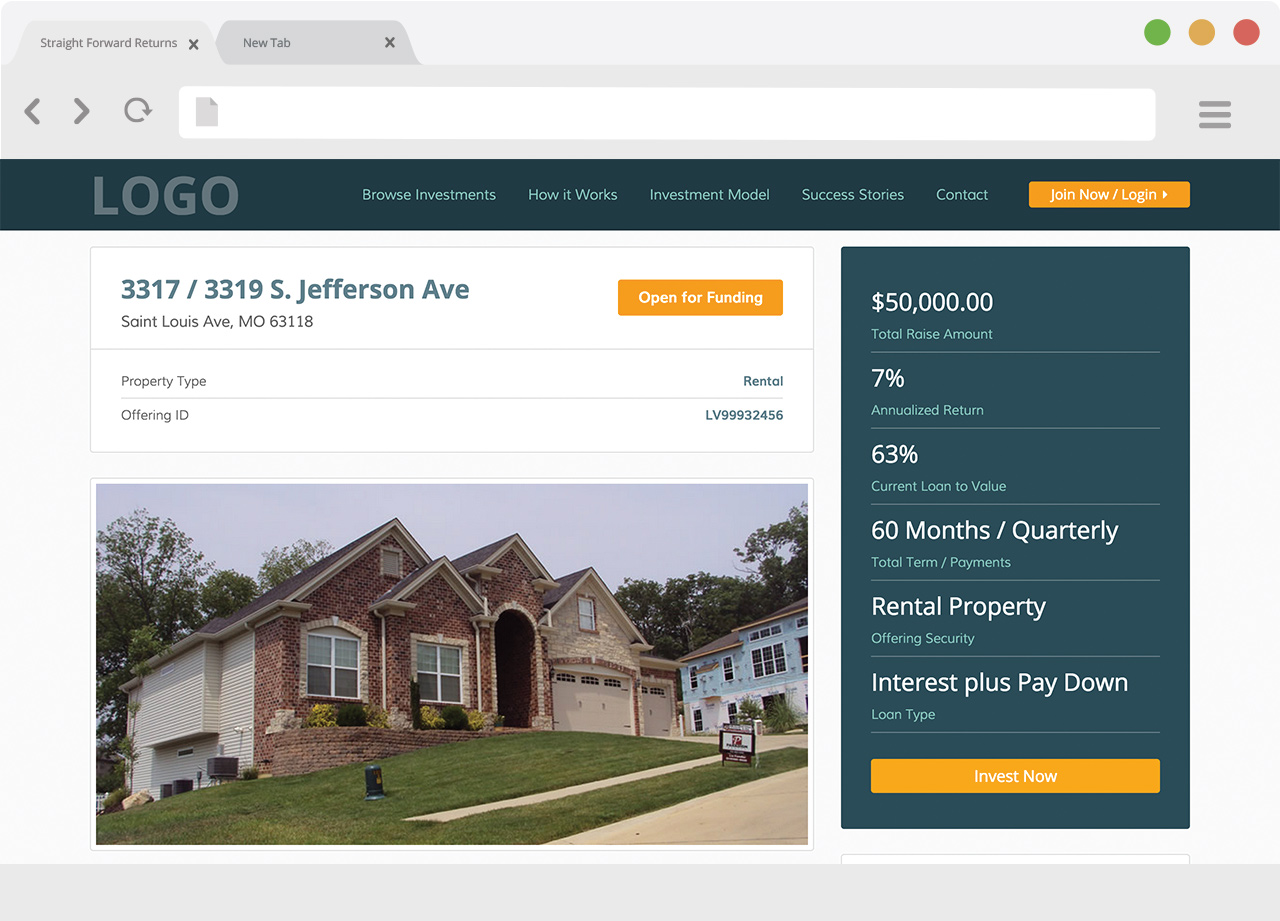 Straight Forward Returns
New Tab
LOGO
Browse Investments
How it Works
Investment Model
Success Stories
Contact
Join Now / Login
3317 / 3319 S. Jefferson Ave
Saint Louis Ave, MO 63118
Open for Funding
Property Type
Rental
Offering ID
LV99932456
$50,000.00
Total Raise Amount
7%
Annualized Return
63%
Current Loan to Value
60 Months / Quarterly
Total Term / Payments
Rental Property
Offering Security
Interest plus Pay Down
Loan Type
Invest Now